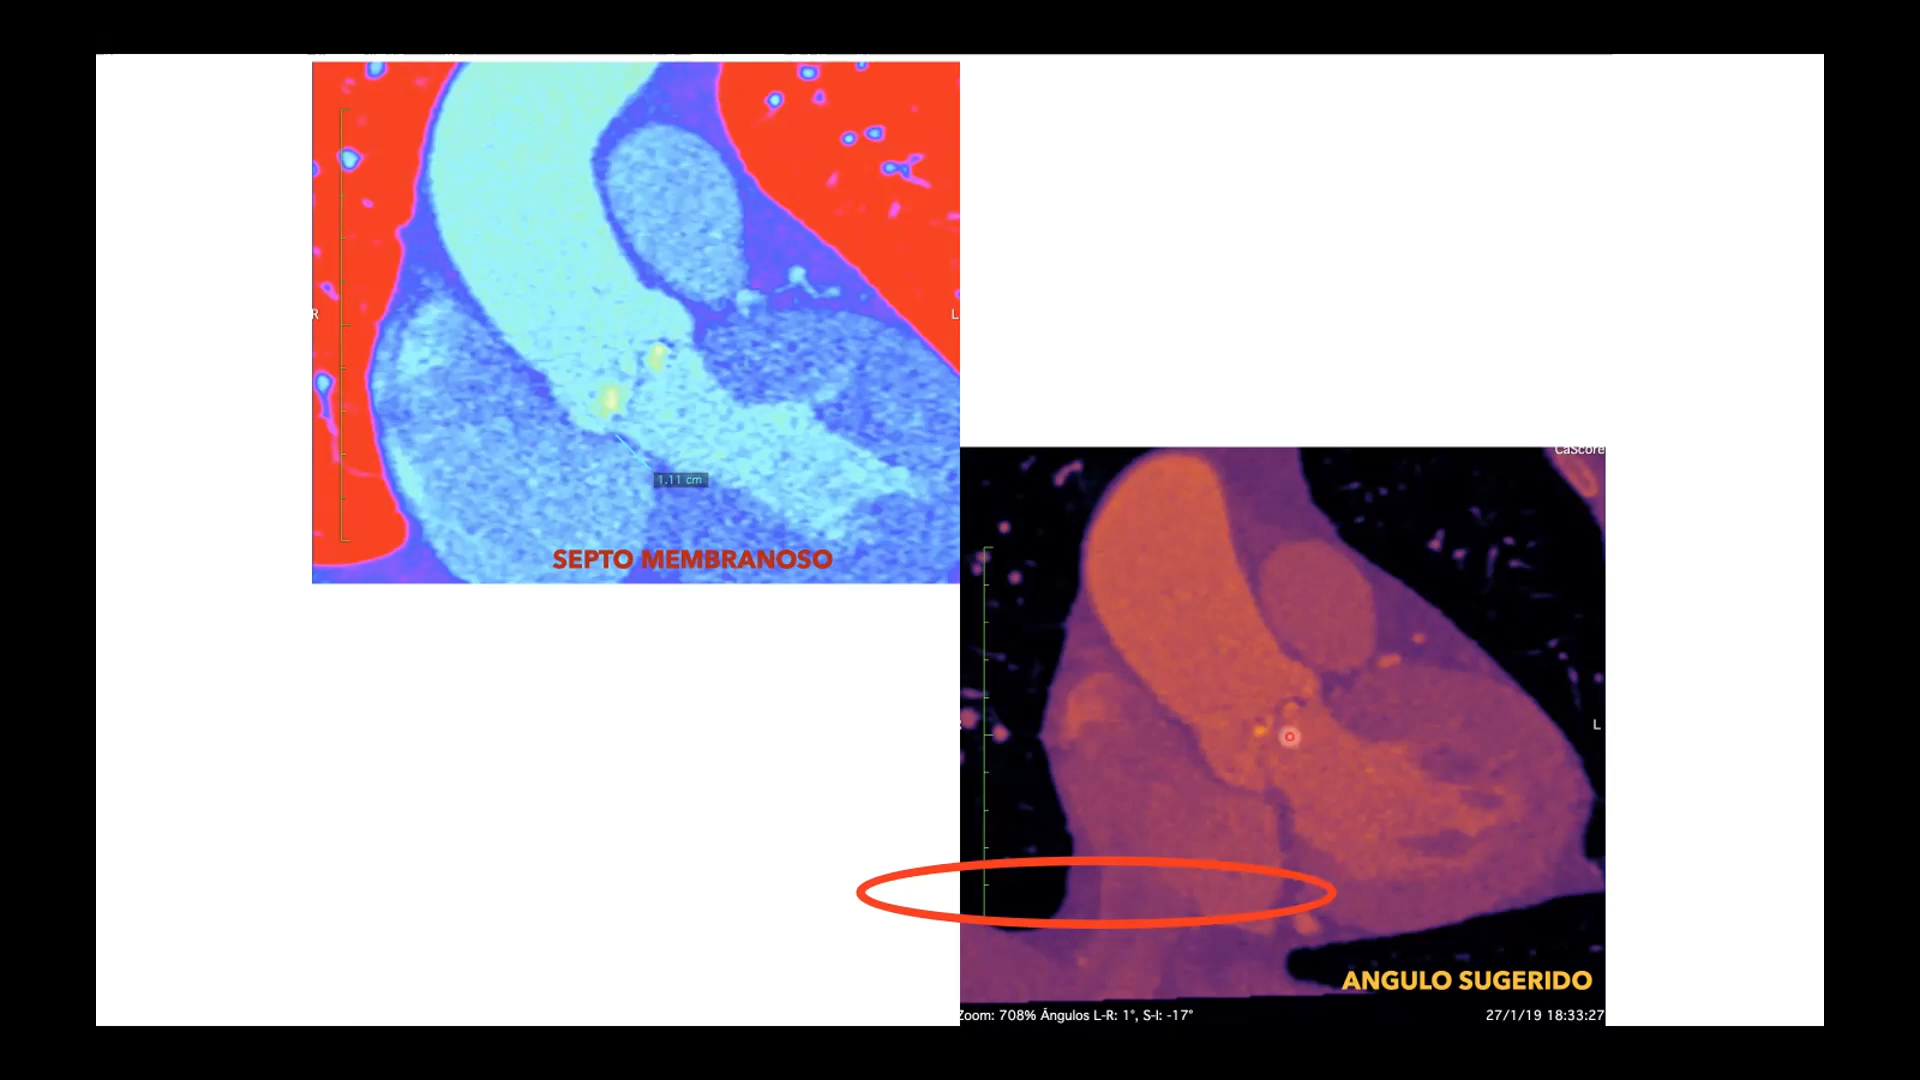 R
L
1.11 cm
SEPTO MEMBRANOSO
CaScore
L
ANGULO SUGERIDO
Zoom: 708% Ángulos L-R: 1°, S-I: -17°
27/1/19 18:33:27